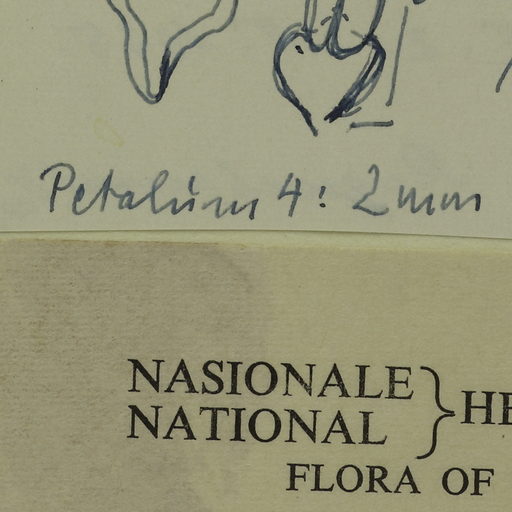 Petalum 4: 2mm
NASIONALE
NATIONAL
FLORA OF